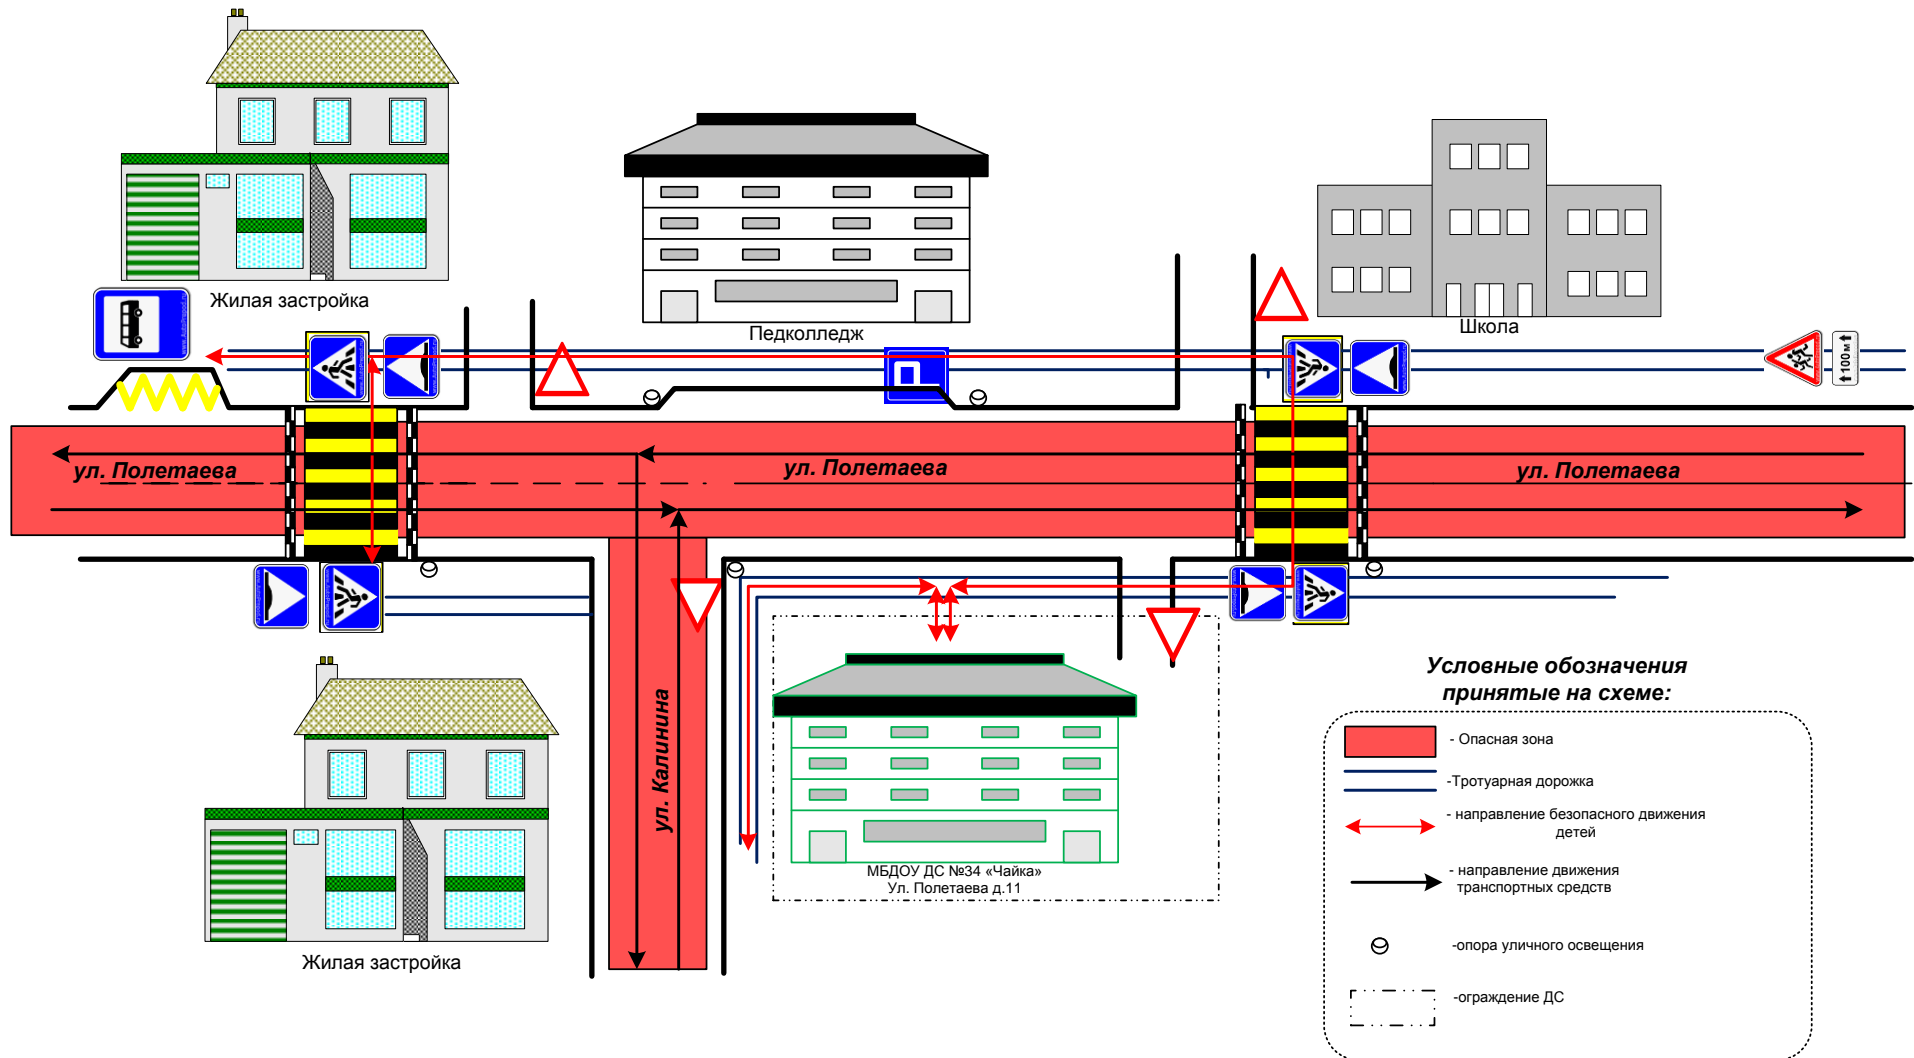 Жилая застройка
Педколледж
Школа
100м
ул. Полетаева
ул. Полетаева
ул. Полетаева
ул. Калинина
МБДОУ ДС №34 «Чайка»
Ул. Полетаева д.11
Жилая застройка
Условные обозначения
принятые на схеме:
- Опасная зона
-Тротуарная дорожка
- направление безопасного движения
детей
- направление движения
транспортных средств
-опора уличного освещения
-ограждение ДС